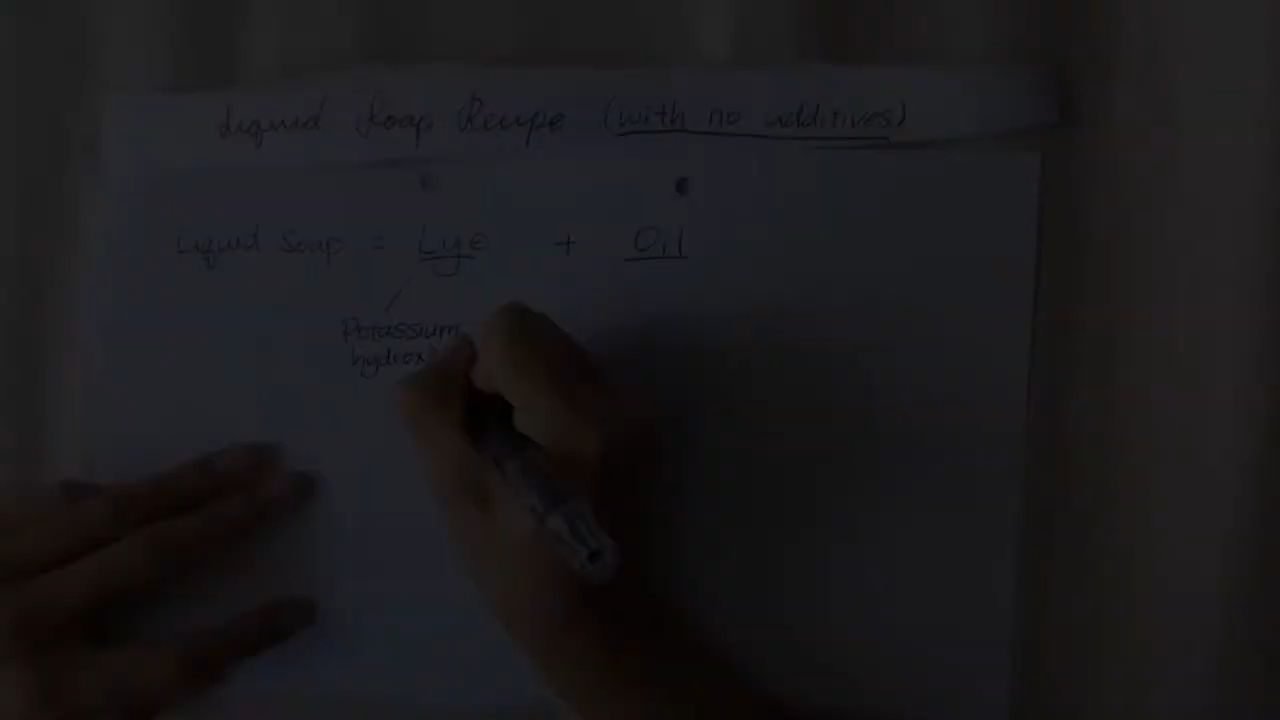 Liquid Soap Recipe (with no additives)
Liquid Soap = Lye + Oil
Potassium
hydrox